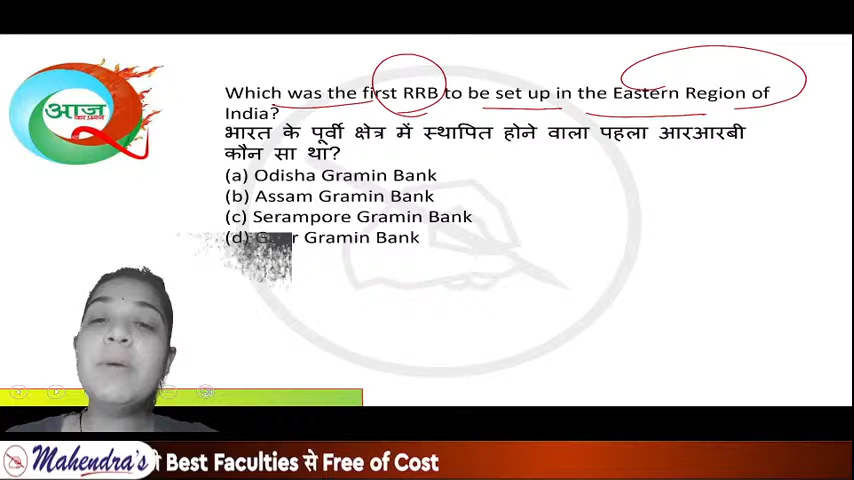 आज
का प्रश्न
Which was the first RRB to be set up in the Eastern Region of
India?
भारत के पूर्वी क्षेत्र में स्थापित होने वाला पहला आरआरबी
कौन सा था?
(a) Odisha Gramin Bank
(b) Assam Gramin Bank
(c) Serampore Gramin Bank
(d) Gramin Bank
Mahendra's Best Faculties से Free of Cost